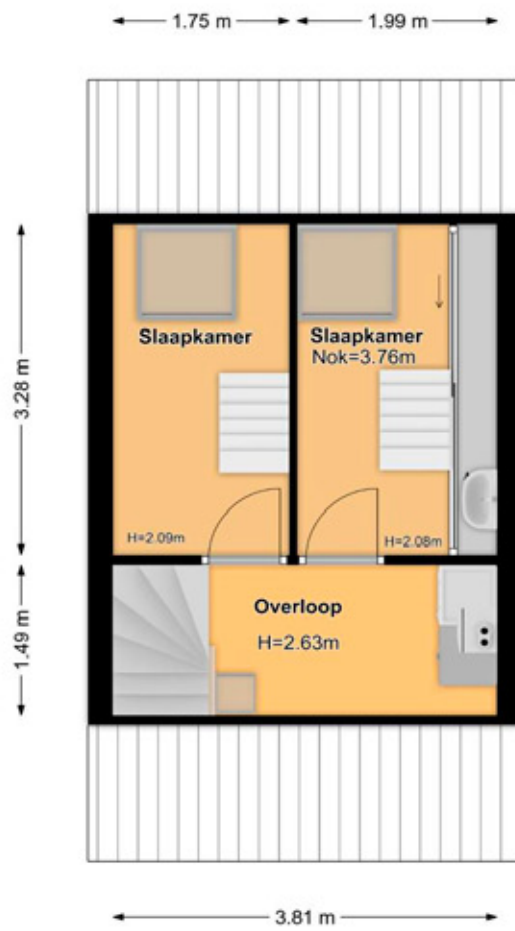 1.75 m
1.99 m
3.28 m
Slaapkamer
Slaapkamer
Nok=3.76m
H=2.09m
H=2.08m
1.49 m
Overloop
H=2.63m
3.81 m